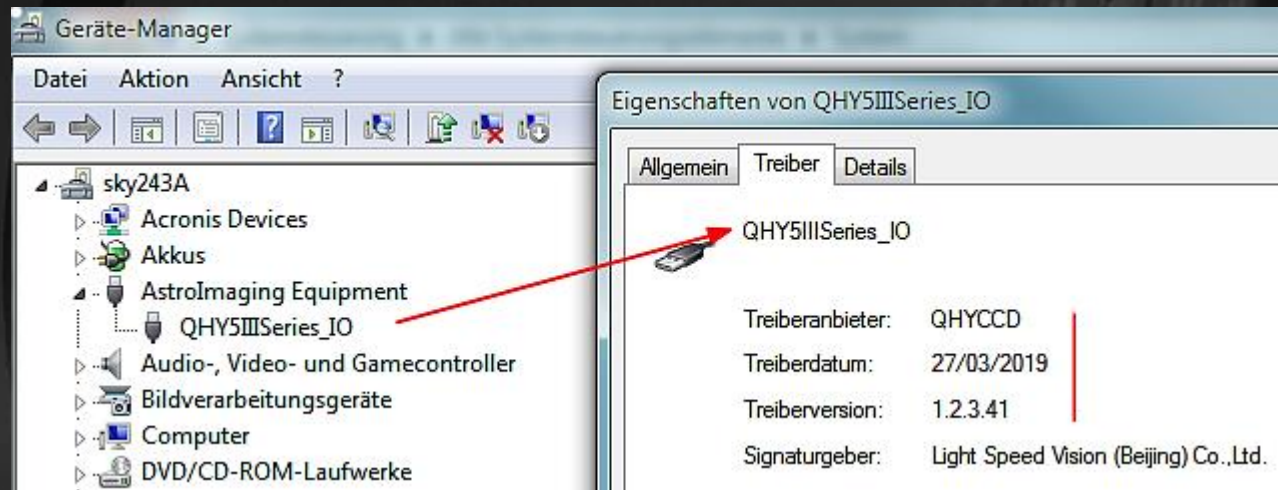 Geräte-Manager
Datei Aktion Ansicht ?
sky243A
Acronis Devices
Akkus
AstroImaging Equipment
QHY5IIISeries_IO
Audio-, Video- und Gamecontroller
Bildverarbeitungsgeräte
Computer
DVD/CD-ROM-Laufwerke
Eigenschaften von QHY5IIISeries_IO
Allgemein Treiber Details
QHY5IIISeries_IO
Treiberanbieter: QHYCCD
Treiberdatum: 27/03/2019
Treiberversion: 1.2.3.41
Signaturgeber: Light Speed Vision (Beijing) Co.,Ltd.